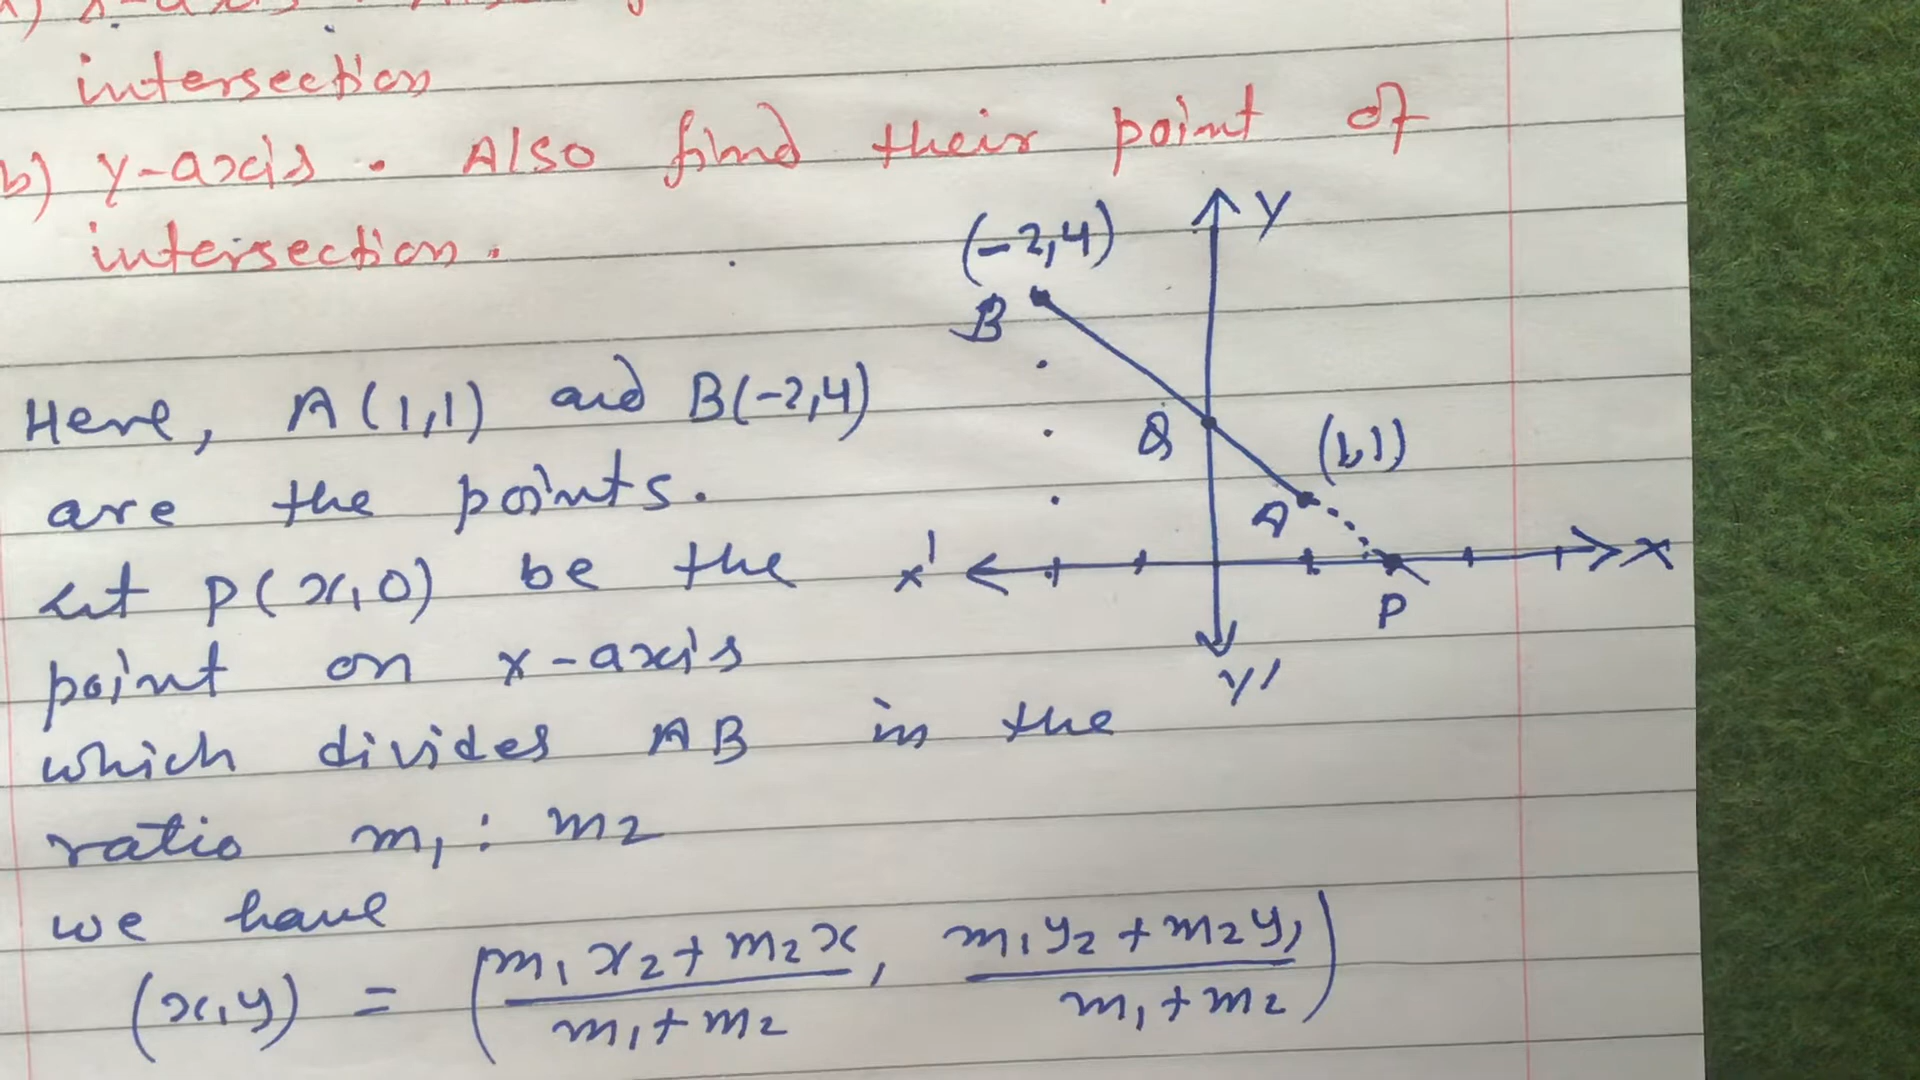 intersection
b) y-axis. Also find their point of
intersection.
Y
(-2,4)
B
Here, A(1,1) and B(-2,4)
Q
(1,1)
are the points.
A
Let P(x,0) be the
x'
X
P
point on x-axis
Y'
which divides AB in the
ratio m₁ : m₂
we have
(x,y) = (m₁x₂+m₂x/m₁+m₂, m₁y₂+m₂y₁/m₁+m₂)